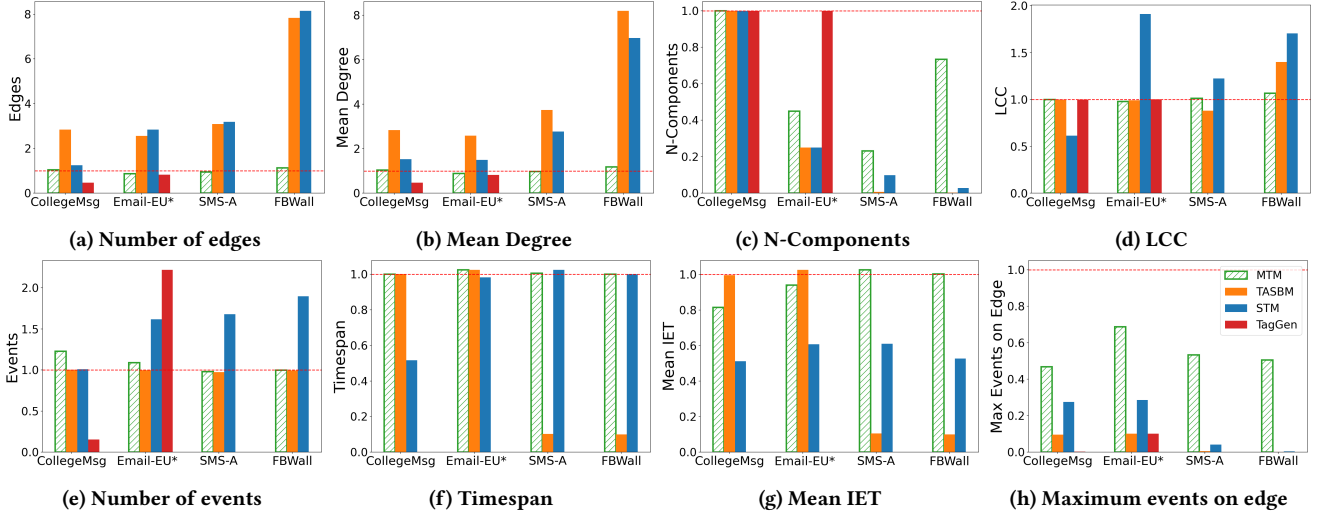 Edges
8
6
4
2
0
CollegeMsg Email-EU* SMS-A FBWall
(a) Number of edges
Mean Degree
8
6
4
2
0
CollegeMsg Email-EU* SMS-A FBWall
(b) Mean Degree
N-Components
1.0
0.8
0.6
0.4
0.2
0.0
CollegeMsg Email-EU* SMS-A FBWall
(c) N-Components
LCC
2.0
1.5
1.0
0.5
0.0
CollegeMsg Email-EU* SMS-A FBWall
(d) LCC
Events
2.0
1.5
1.0
0.5
0.0
CollegeMsg Email-EU* SMS-A FBWall
(e) Number of events
Timespan
1.0
0.8
0.6
0.4
0.2
0.0
CollegeMsg Email-EU* SMS-A FBWall
(f) Timespan
Mean IET
1.0
0.8
0.6
0.4
0.2
0.0
CollegeMsg Email-EU* SMS-A FBWall
(g) Mean IET
Max Events on Edge
1.0
0.8
0.6
0.4
0.2
0.0
MTM
TASBM
STM
TagGen
CollegeMsg Email-EU* SMS-A FBWall
(h) Maximum events on edge